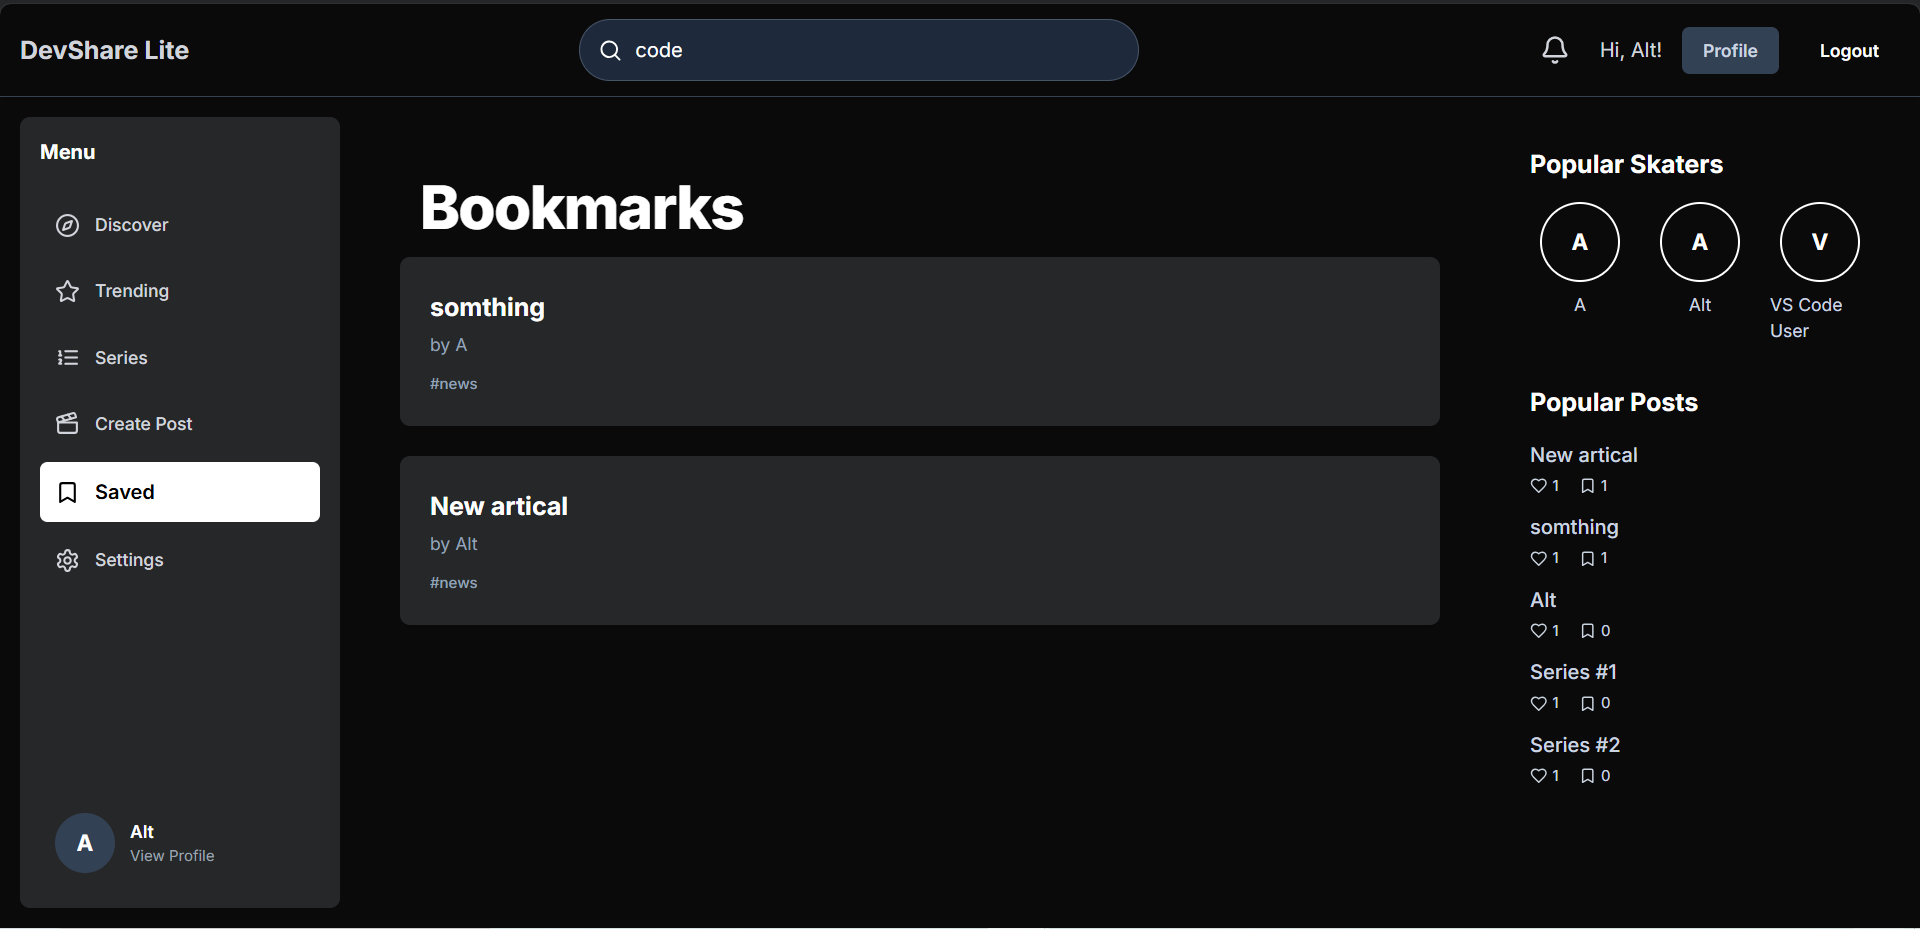 DevShare Lite
code
Hi, Alt!
Profile
Logout
Menu
Discover
Trending
Series
Create Post
Saved
Settings
A
Alt
View Profile
Bookmarks
somthing
by A
#news
New artical
by Alt
#news
Popular Skaters
A
A
V
A
Alt
VS Code
User
Popular Posts
New artical
1 1
somthing
1 1
Alt
1 0
Series #1
1 0
Series #2
1 0